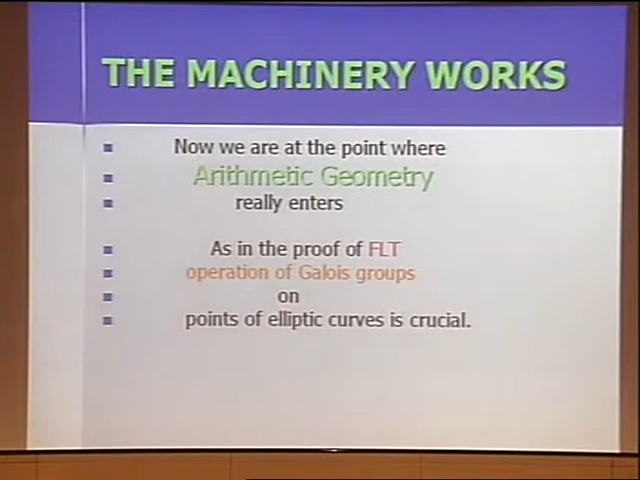 THE MACHINERY WORKS
Now we are at the point where
Arithmetic Geometry
really enters
As in the proof of FLT
operation of Galois groups
on
points of elliptic curves is crucial.